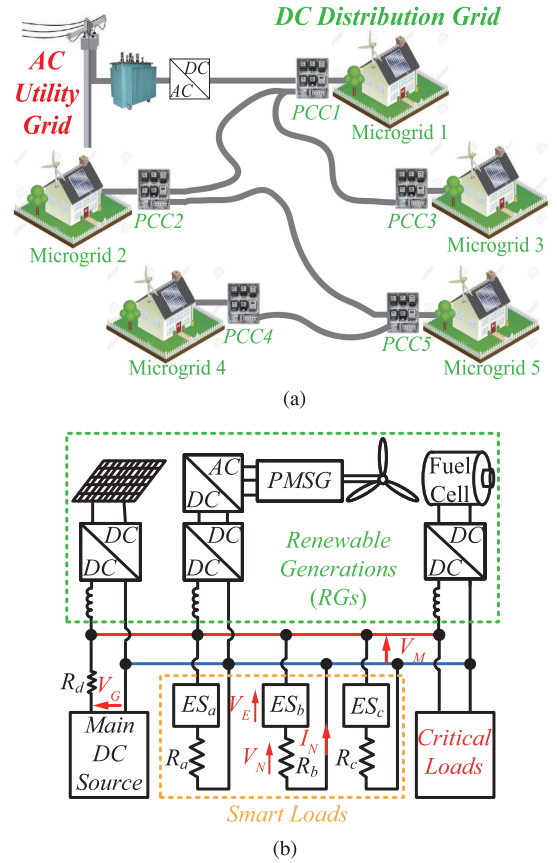 DC Distribution Grid
AC
Utility
Grid
DC
AC
PCC1
Microgrid 1
PCC2
Microgrid 2
PCC3
Microgrid 3
PCC4
Microgrid 4
PCC5
Microgrid 5
(a)
AC
DC
PMSG
Fuel
Cell
DC
DC
DC
DC
DC
DC
Renewable
Generations
(RGs)
V_M
R_d
V_G
Main
DC
Source
ES_a
R_a
V_E
ES_b
V_N
R_b
I_N
ES_c
R_c
Critical
Loads
Smart Loads
(b)